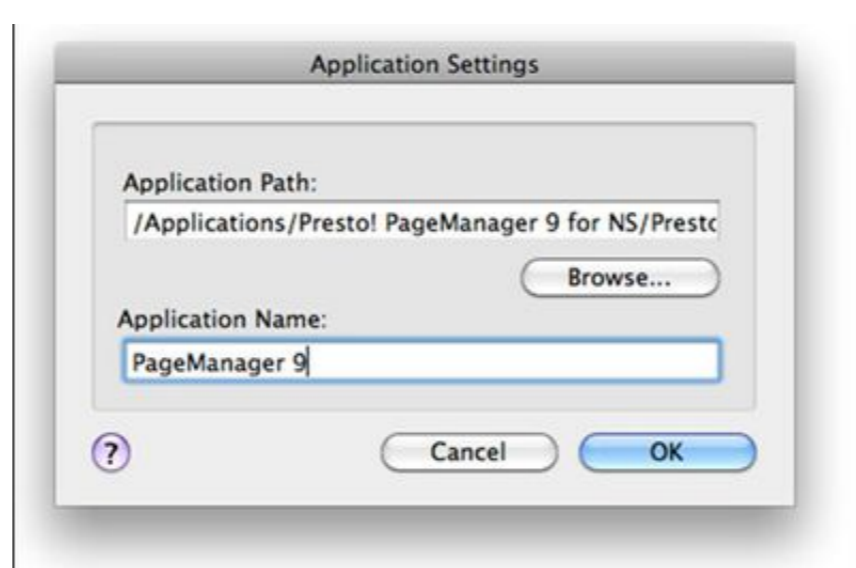 Application Settings
Application Path:
/Applications/Presto! PageManager 9 for NS/Presto
Browse...
Application Name:
PageManager 9
?
Cancel
OK